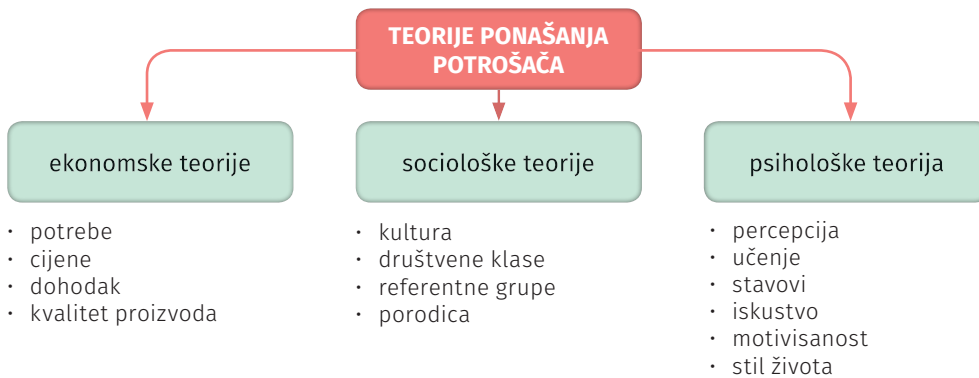 TEORIJE PONAŠANJA
POTROŠAČA
ekonomske teorije
• potrebe
• cijene
• dohodak
• kvalitet proizvoda
sociološke teorije
• kultura
• društvene klase
• referentne grupe
• porodica
psihološke teorija
• percepcija
• učenje
• stavovi
• iskustvo
• motivisanost
• stil života